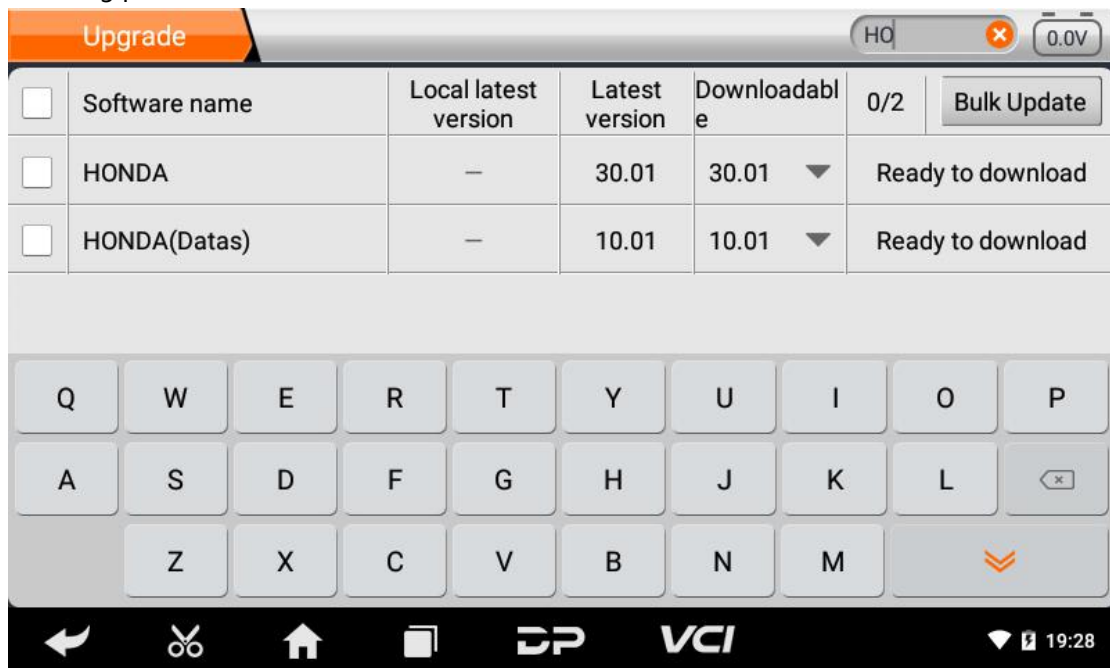 Upgrade HO 0.0V
Software name Local latest version Latest version Downloadabl e 0/2 Bulk Update
HONDA — 30.01 30.01 Ready to download
HONDA(Datas) — 10.01 10.01 Ready to download
Q W E R T Y U I O P
A S D F G H J K L
Z X C V B N M
DP VCI 19:28